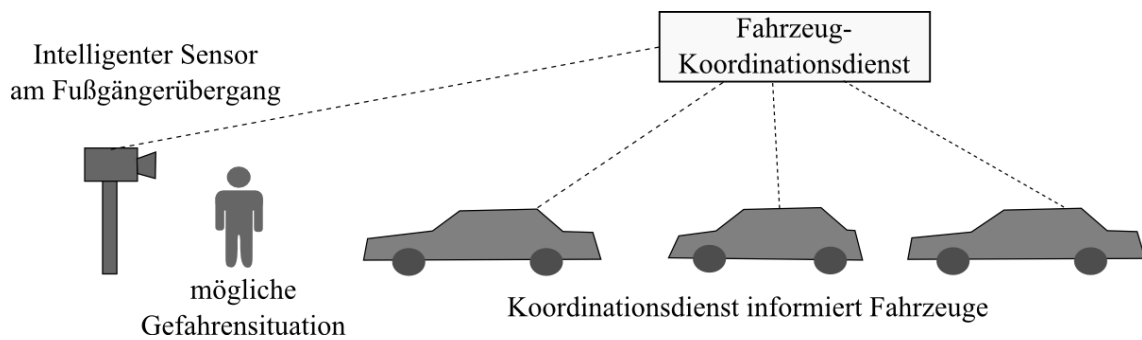 Intelligenter Sensor
am Fußgängerübergang
Fahrzeug-
Koordinationsdienst
mögliche
Gefahrensituation
Koordinationsdienst informiert Fahrzeuge